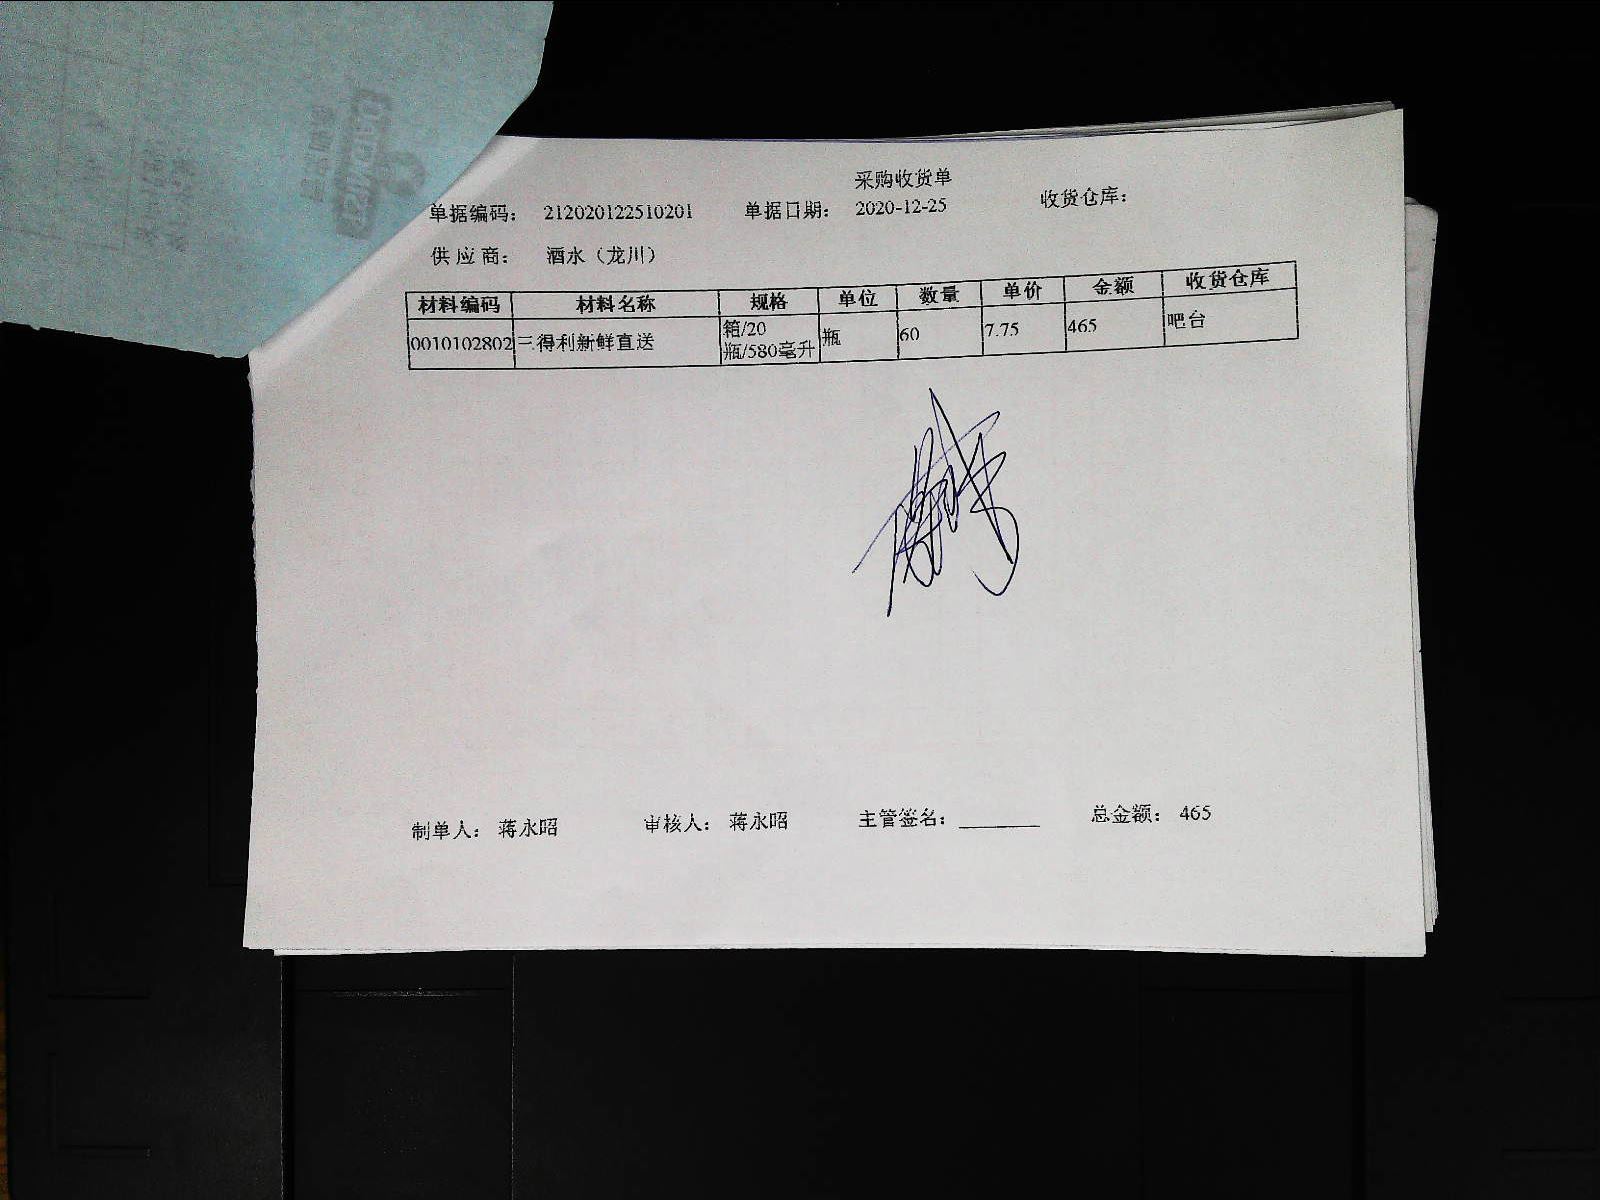 采购收货单
单据编码： 212020122510201 单据日期： 2020-12-25 收货仓库：
供 应 商： 酒水（龙川）
材料编码 材料名称 规格 单位 数量 单价 金额 收货仓库
0010102802 三得利新鲜直送 箱/20 瓶/580毫升 瓶 60 7.75 465 吧台
制单人： 蒋永昭 审核人： 蒋永昭 主管签名：________ 总金额： 465